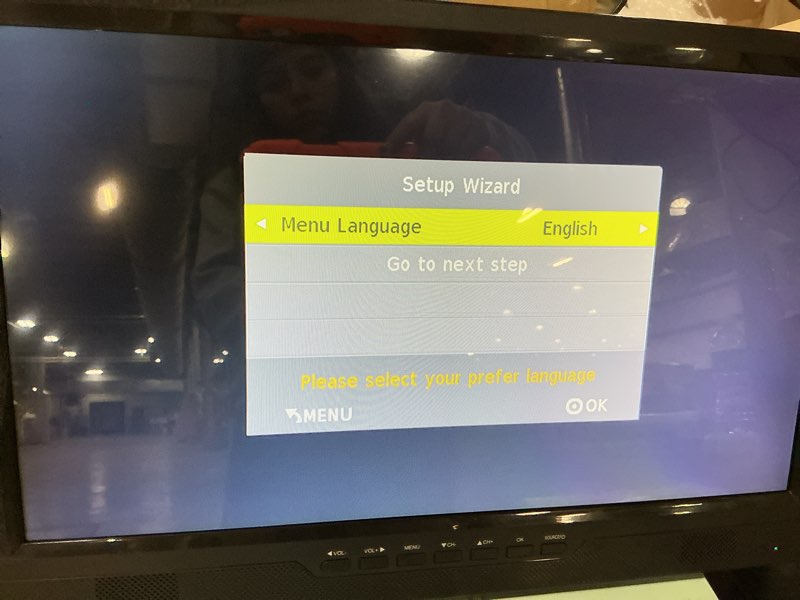 Setup Wizard
Menu Language English
Go to next step
Please select your prefer language
MENU OK
◀VOL- VOL+▶ MENU ▼CH- ▲CH+ OK